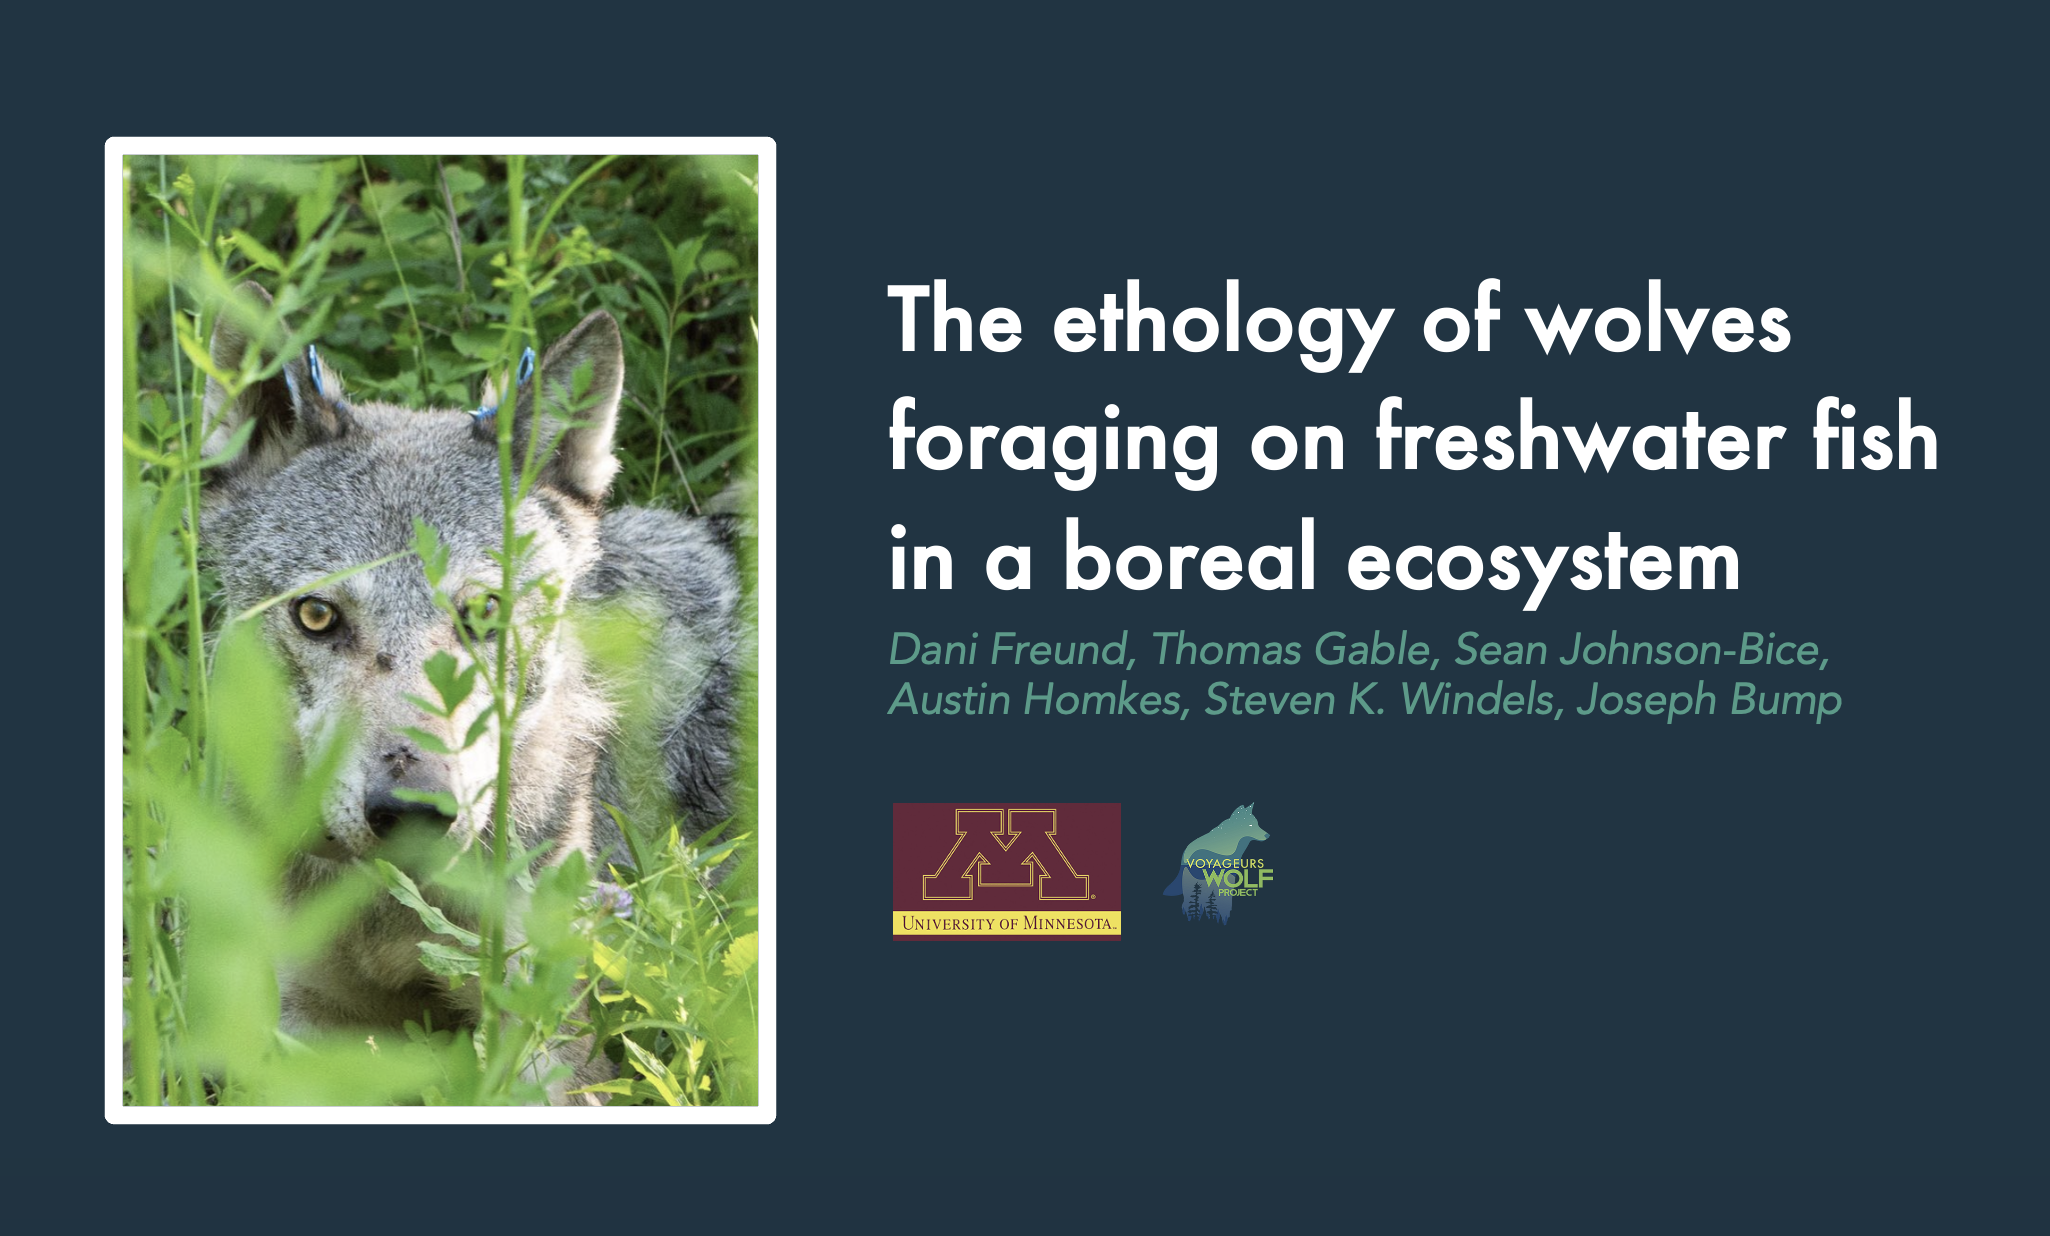 The ethology of wolves
foraging on freshwater fish
in a boreal ecosystem
Dani Freund, Thomas Gable, Sean Johnson-Bice,
Austin Homkes, Steven K. Windels, Joseph Bump
M
UNIVERSITY OF MINNESOTA
VOYAGEURS
WOLF
PROJECT